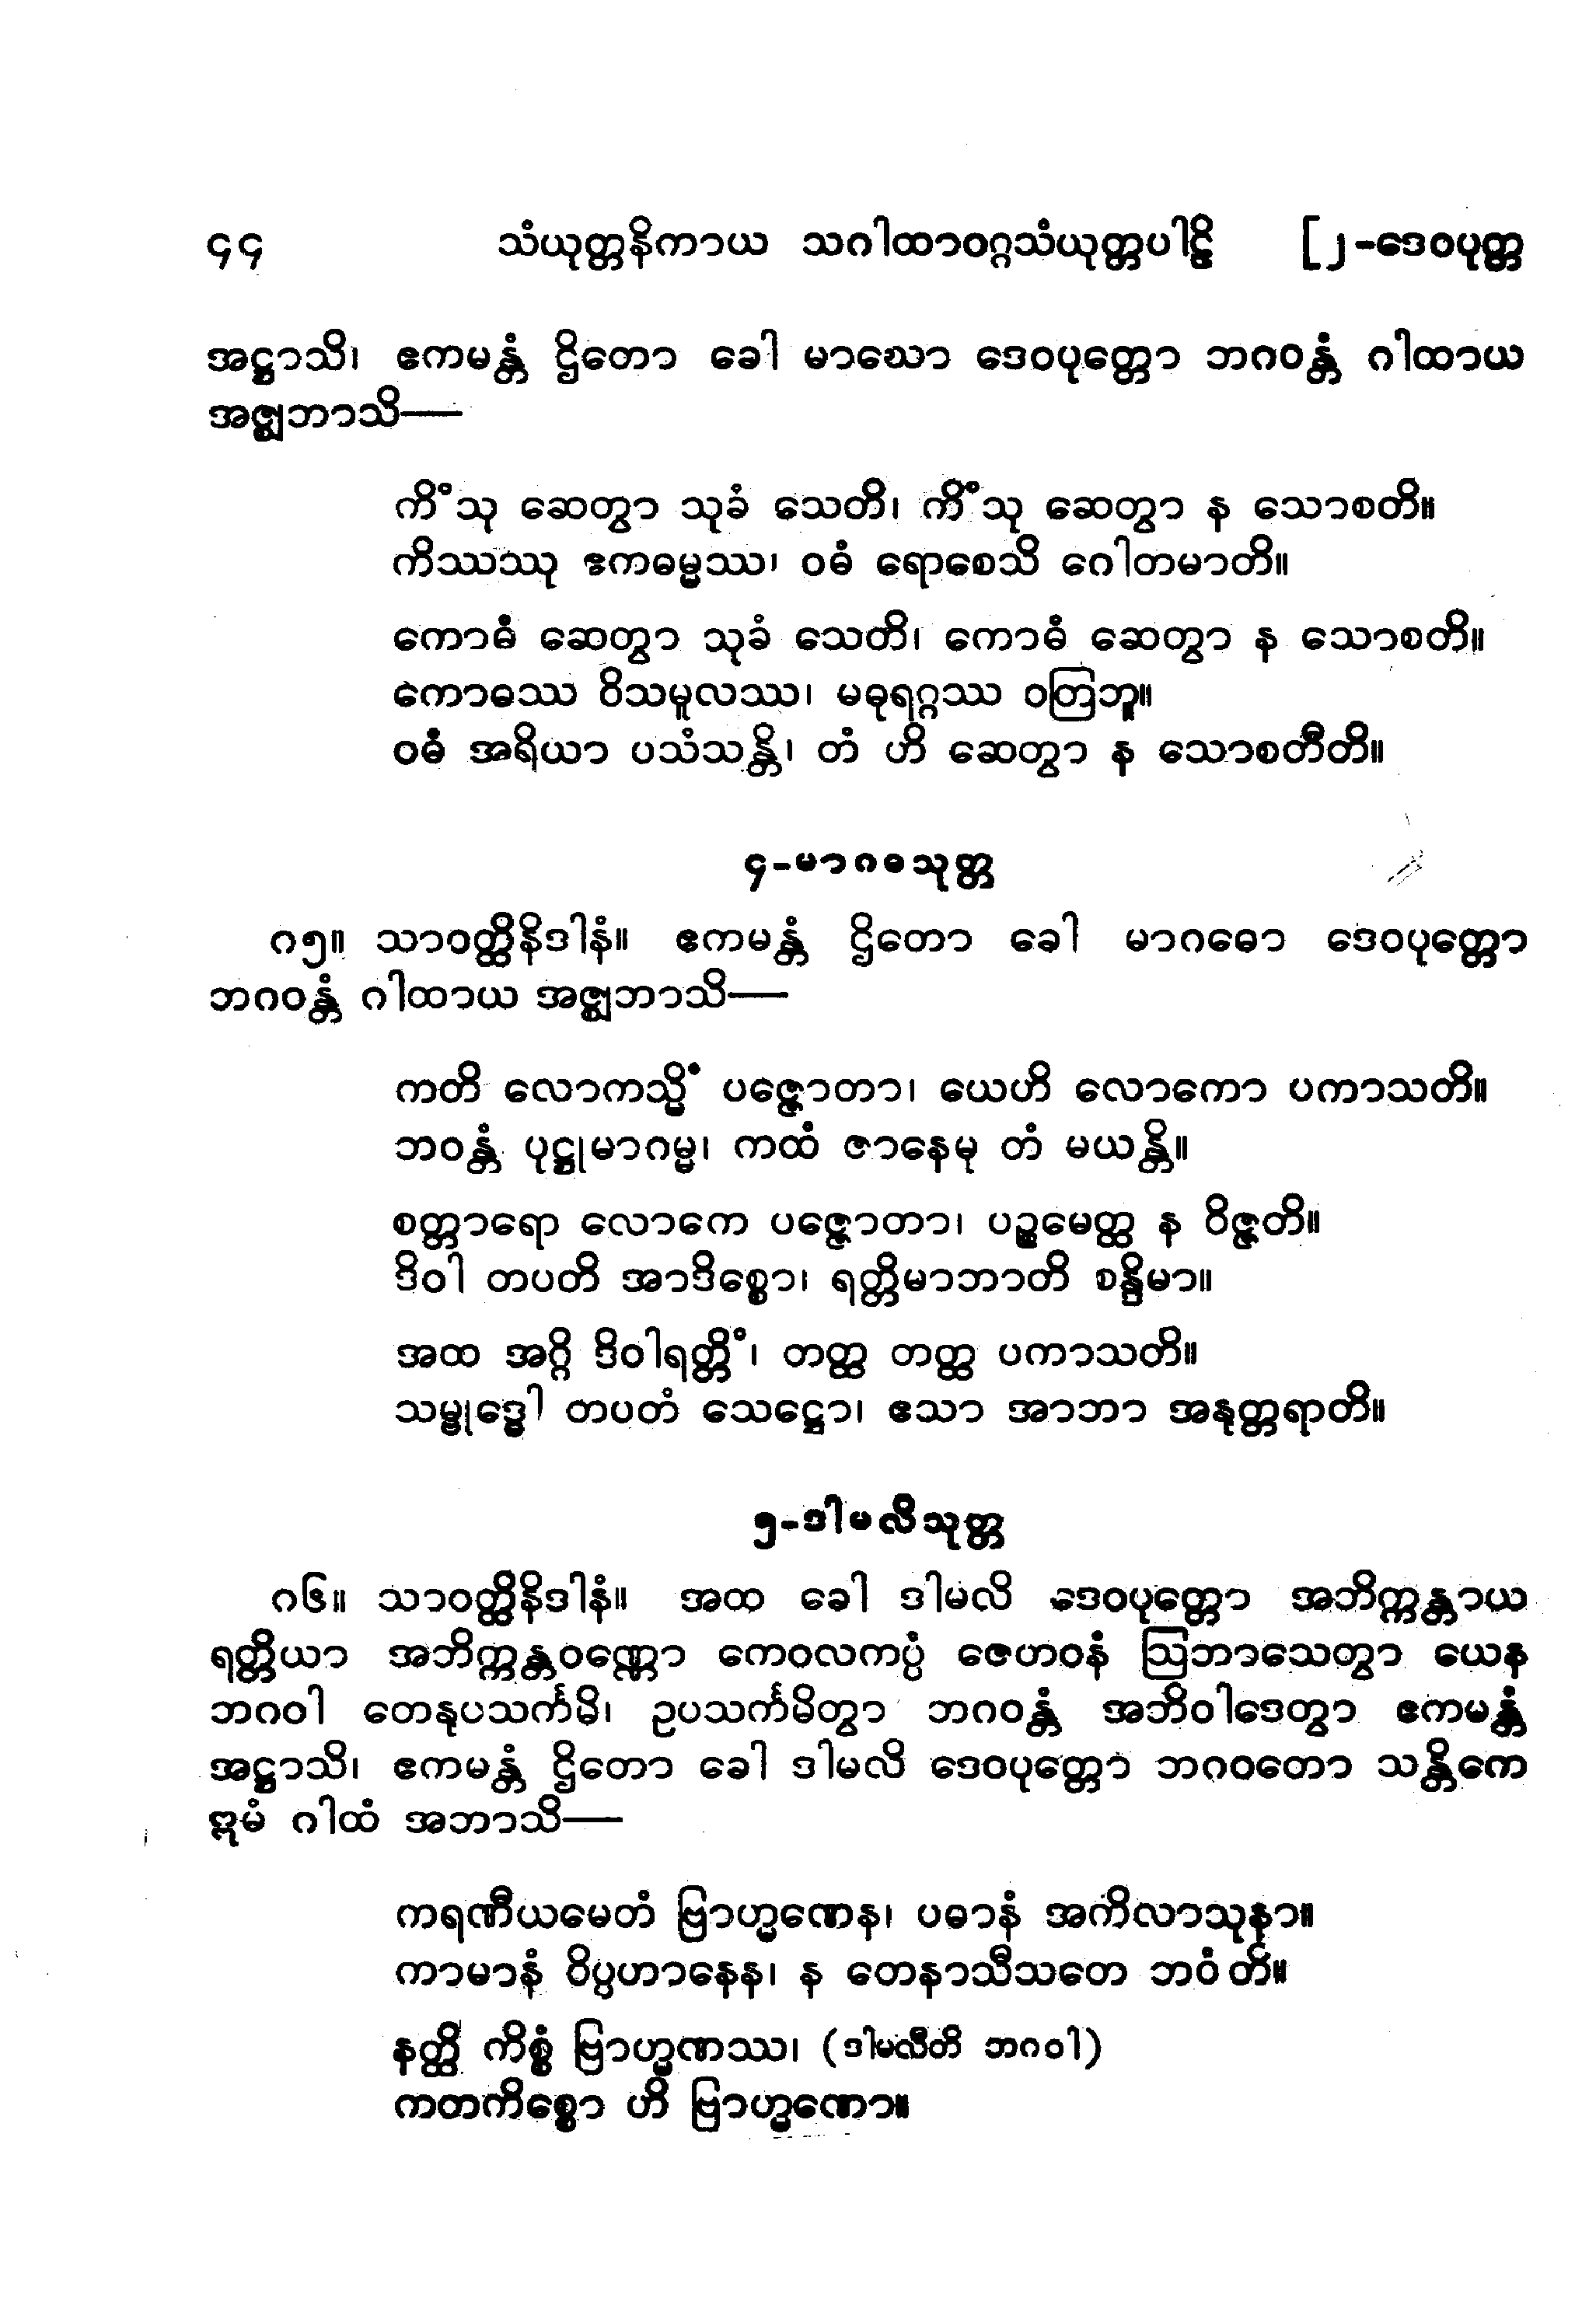 ၄၄ သံယုတ္တနိကာယ သဂါထာဝဂ္ဂသံယုတ္တပါဠိ [၂-ဒေဝပုတ္တ
အဋ္ဌာသိ၊ ဧကမန္တံ ဌိတော ခေါ မာဃော ဒေဝပုတ္တော ဘဂဝန္တံ ဂါထာယ
အဇ္ဈဘာသိ—
ကိံသု ဆေတွာ သုခံ သေတိ၊ ကိံသု ဆေတွာ န သောစတိ။
ကိဿဿု ဧကဓမ္မဿ၊ ဝဓံ ရောစေသိ ဂေါတမာတိ။
ကောဓံ ဆေတွာ သုခံ သေတိ၊ ကောဓံ ဆေတွာ န သောစတိ။
ကောဓဿ ဝိသမူလဿ၊ မဓုရဂ္ဂဿ ဝတြဘူ။
ဝဓံ အရိယာ ပသံသန္တိ၊ တံ ဟိ ဆေတွာ န သောစတီတိ။
၄-မာဂဓသုတ္တ
၈၅။ သာဝတ္ထိနိဒါနံ။ ဧကမန္တံ ဌိတော ခေါ မာဂဓော ဒေဝပုတ္တော
ဘဂဝန္တံ ဂါထာယ အဇ္ဈဘာသိ—
ကတိ လောကသ္မိံ ပဇ္ဇောတာ၊ ယေဟိ လောကော ပကာသတိ။
ဘဝန္တံ ပုဋ္ဌုမာဂမ္မ၊ ကထံ ဇာနေမု တံ မယန္တိ။
စတ္တာရော လောကေ ပဇ္ဇောတာ၊ ပဉ္စမေတ္ထ န ဝိဇ္ဇတိ။
ဒိဝါ တပတိ အာဒိစ္စော၊ ရတ္တိမာဘာတိ စန္ဒိမာ။
အထ အဂ္ဂိ ဒိဝါရတ္တိံ၊ တတ္ထ တတ္ထ ပကာသတိ။
သမ္ဗုဒ္ဓေါ တပတံ သေဋ္ဌော၊ ဧသာ အာဘာ အနုတ္တရာတိ။
၅-ဒါမလိသုတ္တ
၈၆။ သာဝတ္ထိနိဒါနံ။ အထ ခေါ ဒါမလိ ဒေဝပုတ္တော အဘိက္ကန္တာယ
ရတ္တိယာ အဘိက္ကန္တဝဏ္ဏော ကေဝလကပ္ပံ ဇေတဝနံ ဩဘာသေတွာ ယေန
ဘဂဝါ တေနုပသင်္ကမိ၊ ဥပသင်္ကမိတွာ ဘဂဝန္တံ အဘိဝါဒေတွာ ဧကမန္တံ
အဋ္ဌာသိ၊ ဧကမန္တံ ဌိတော ခေါ ဒါမလိ ဒေဝပုတ္တော ဘဂဝတော သန္တိကေ
ဣမံ ဂါထံ အဘာသိ—
ကရဏီယမေတံ ဗြာဟ္မဏေန၊ ပဓာနံ အကိလာသုနာ။
ကာမာနံ ဝိပ္ပဟာနေန၊ န တေနာသီသတေ ဘဝံ တိ။
နတ္ထိ ကိစ္စံ ဗြာဟ္မဏဿ၊ (ဒါမလီတိ ဘဂဝါ)
ကတကိစ္စော ဟိ ဗြာဟ္မဏော။